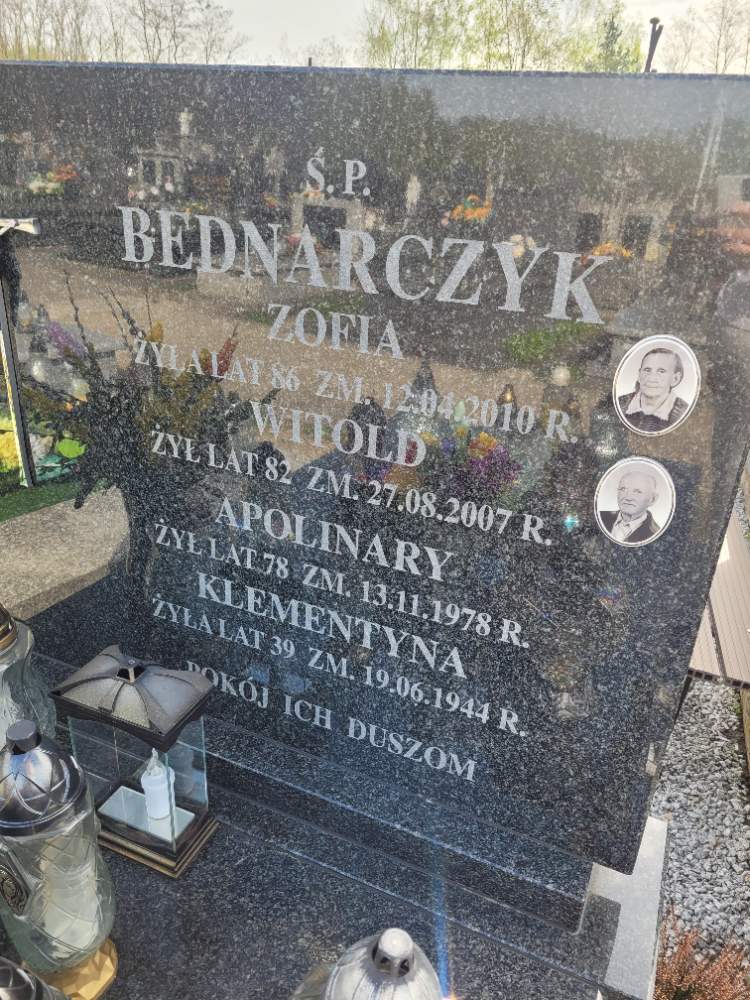 Ś.P.
BEDNARCZYK
ZOFIA
ŻYŁA LAT 86 ZM. 12.04.2010 R.
WITOLD
ŻYŁ LAT 82 ZM. 27.08.2007 R.
APOLINARY
ŻYŁ LAT 78 ZM. 13.11.1978 R.
KLEMENTYNA
ŻYŁA LAT 39 ZM. 19.06.1944 R.
POKÓJ ICH DUSZOM